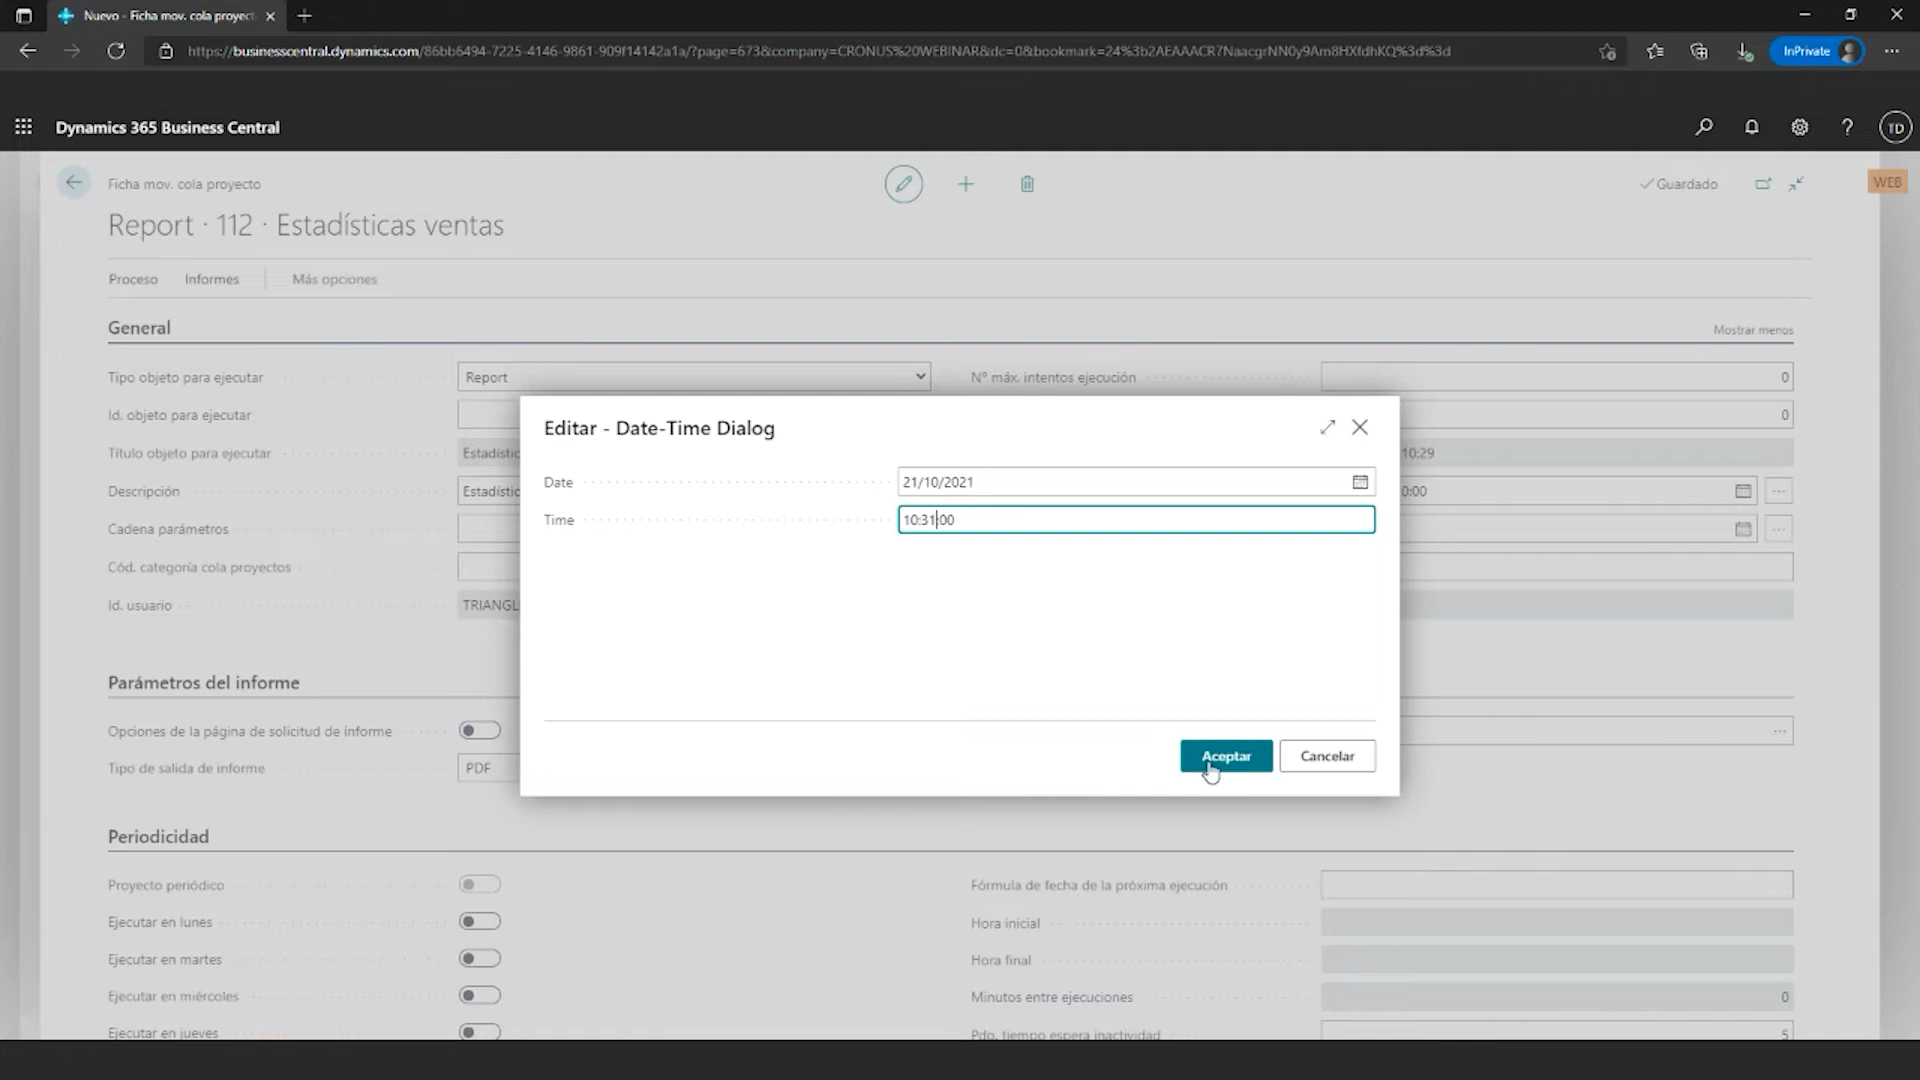 Nuevo - Ficha mov. cola proyect
https://businesscentral.dynamics.com/86bb6494-7225-4146-9861-909f14142a1a/?page=673&company=CRONUS%20WEBINAR&dc=0&bookmark=24%3b2AEAAACR7NaacgrNN0y9Am8HXfdhKQ%3d%3d
InPrivate
Dynamics 365 Business Central
TD
Ficha mov. cola proyecto
Guardado
WEB
Report · 112 · Estadísticas ventas
Proceso Informes Más opciones
General
Mostrar menos
Tipo objeto para ejecutar Report Nº máx. intentos ejecución 0
Id. objeto para ejecutar 0
Título objeto para ejecutar Estadístic 10:29
Descripción Estadístic 0:00
Cadena parámetros
Cód. categoría cola proyectos
Id. usuario TRIANGL
Editar - Date-Time Dialog
Date 21/10/2021
Time 10:31:00
Aceptar Cancelar
Parámetros del informe
Opciones de la página de solicitud de informe
Tipo de salida de informe PDF
Periodicidad
Proyecto periódico Fórmula de fecha de la próxima ejecución
Ejecutar en lunes Hora inicial
Ejecutar en martes Hora final
Ejecutar en miércoles Minutos entre ejecuciones 0
Ejecutar en jueves Pdo. tiempo espera inactividad 5